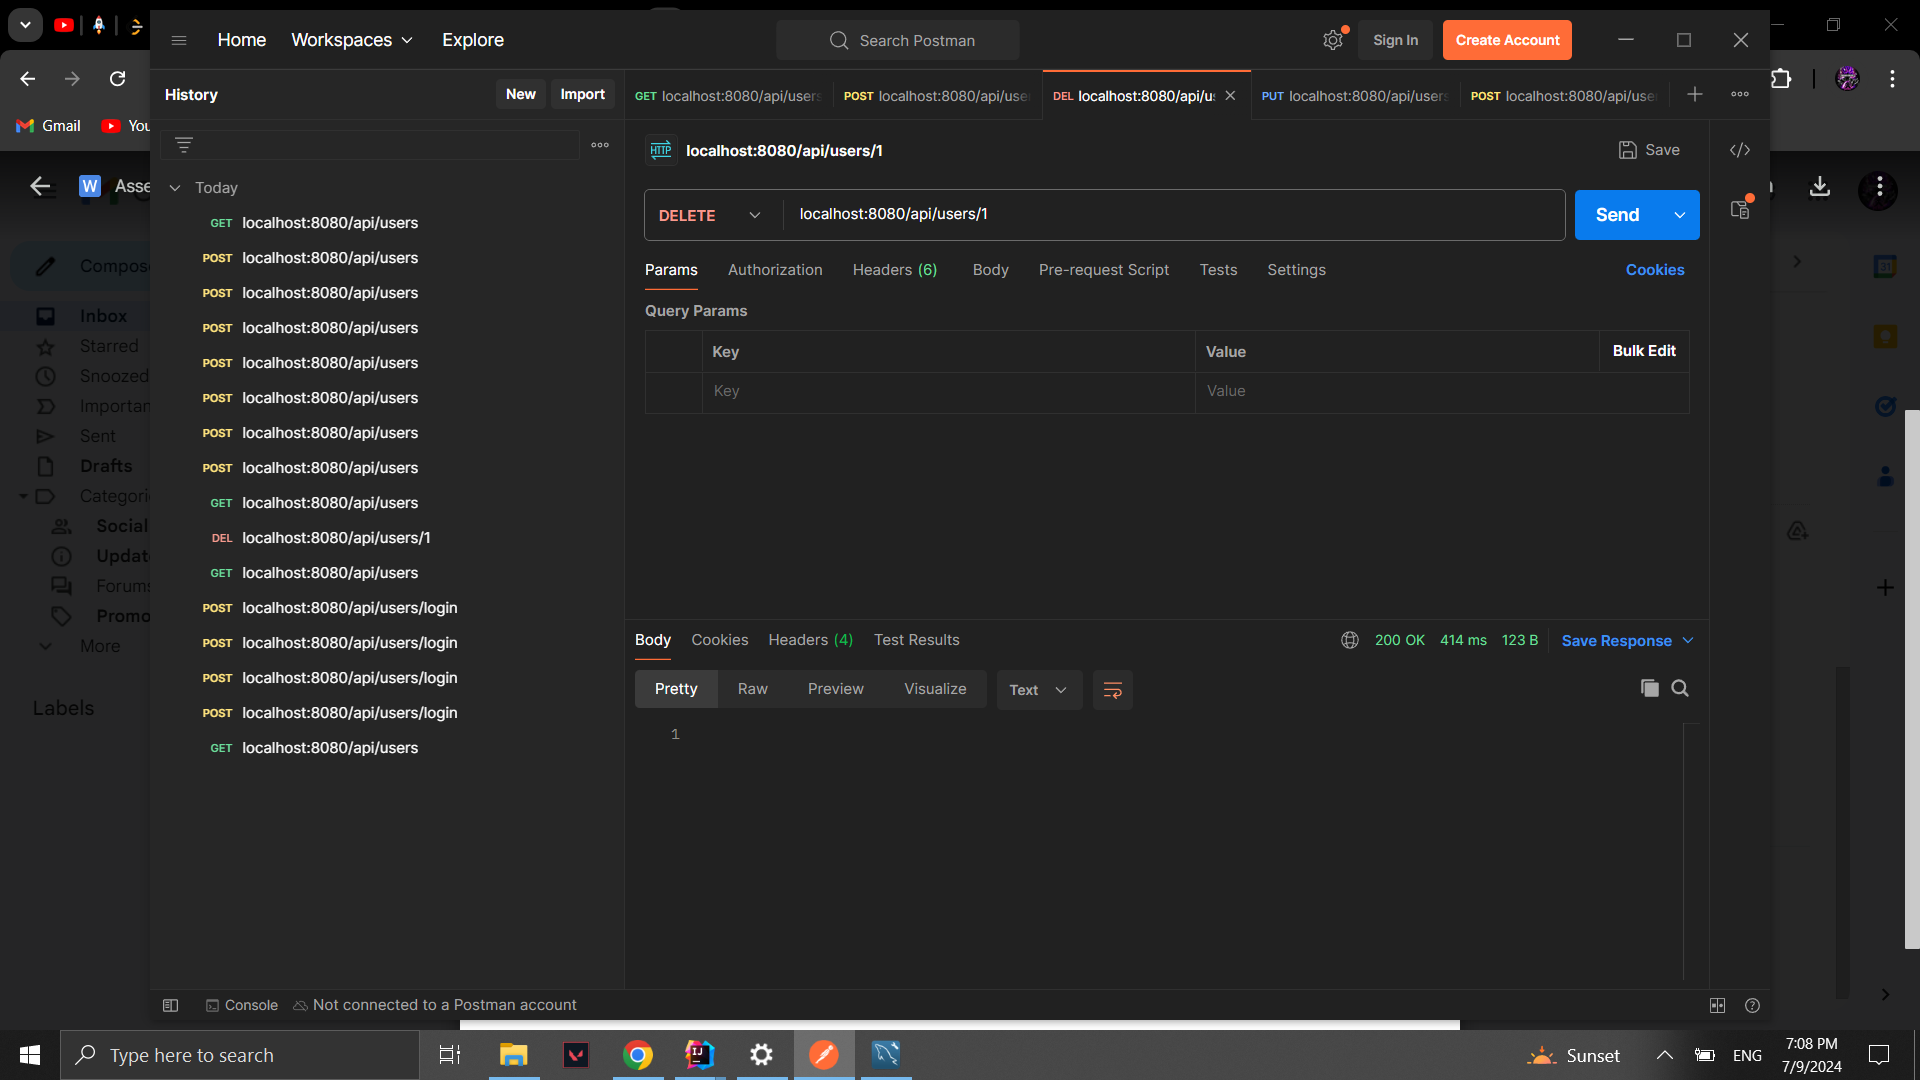 Home Workspaces Explore
Search Postman
Sign In Create Account
History New Import
GET localhost:8080/api/users
POST localhost:8080/api/use
DEL localhost:8080/api/u
PUT localhost:8080/api/users
POST localhost:8080/api/use
Gmail
You
HTTP localhost:8080/api/users/1
Save
W Asse
Today
GET localhost:8080/api/users
POST localhost:8080/api/users
POST localhost:8080/api/users
POST localhost:8080/api/users
POST localhost:8080/api/users
POST localhost:8080/api/users
POST localhost:8080/api/users
POST localhost:8080/api/users
GET localhost:8080/api/users
DEL localhost:8080/api/users/1
GET localhost:8080/api/users
POST localhost:8080/api/users/login
POST localhost:8080/api/users/login
POST localhost:8080/api/users/login
POST localhost:8080/api/users/login
GET localhost:8080/api/users
Compos
Inbox
Starred
Snoozed
Importan
Sent
Drafts
Categori
Social
Updat
Forums
Promo
More
Labels
DELETE localhost:8080/api/users/1 Send
Params Authorization Headers (6) Body Pre-request Script Tests Settings Cookies
Query Params
Key Value Bulk Edit
Key Value
31
Body Cookies Headers (4) Test Results 200 OK 414 ms 123 B Save Response
Pretty Raw Preview Visualize Text
1
Console Not connected to a Postman account
Type here to search
IJ
Sunset
ENG
7:08 PM
7/9/2024